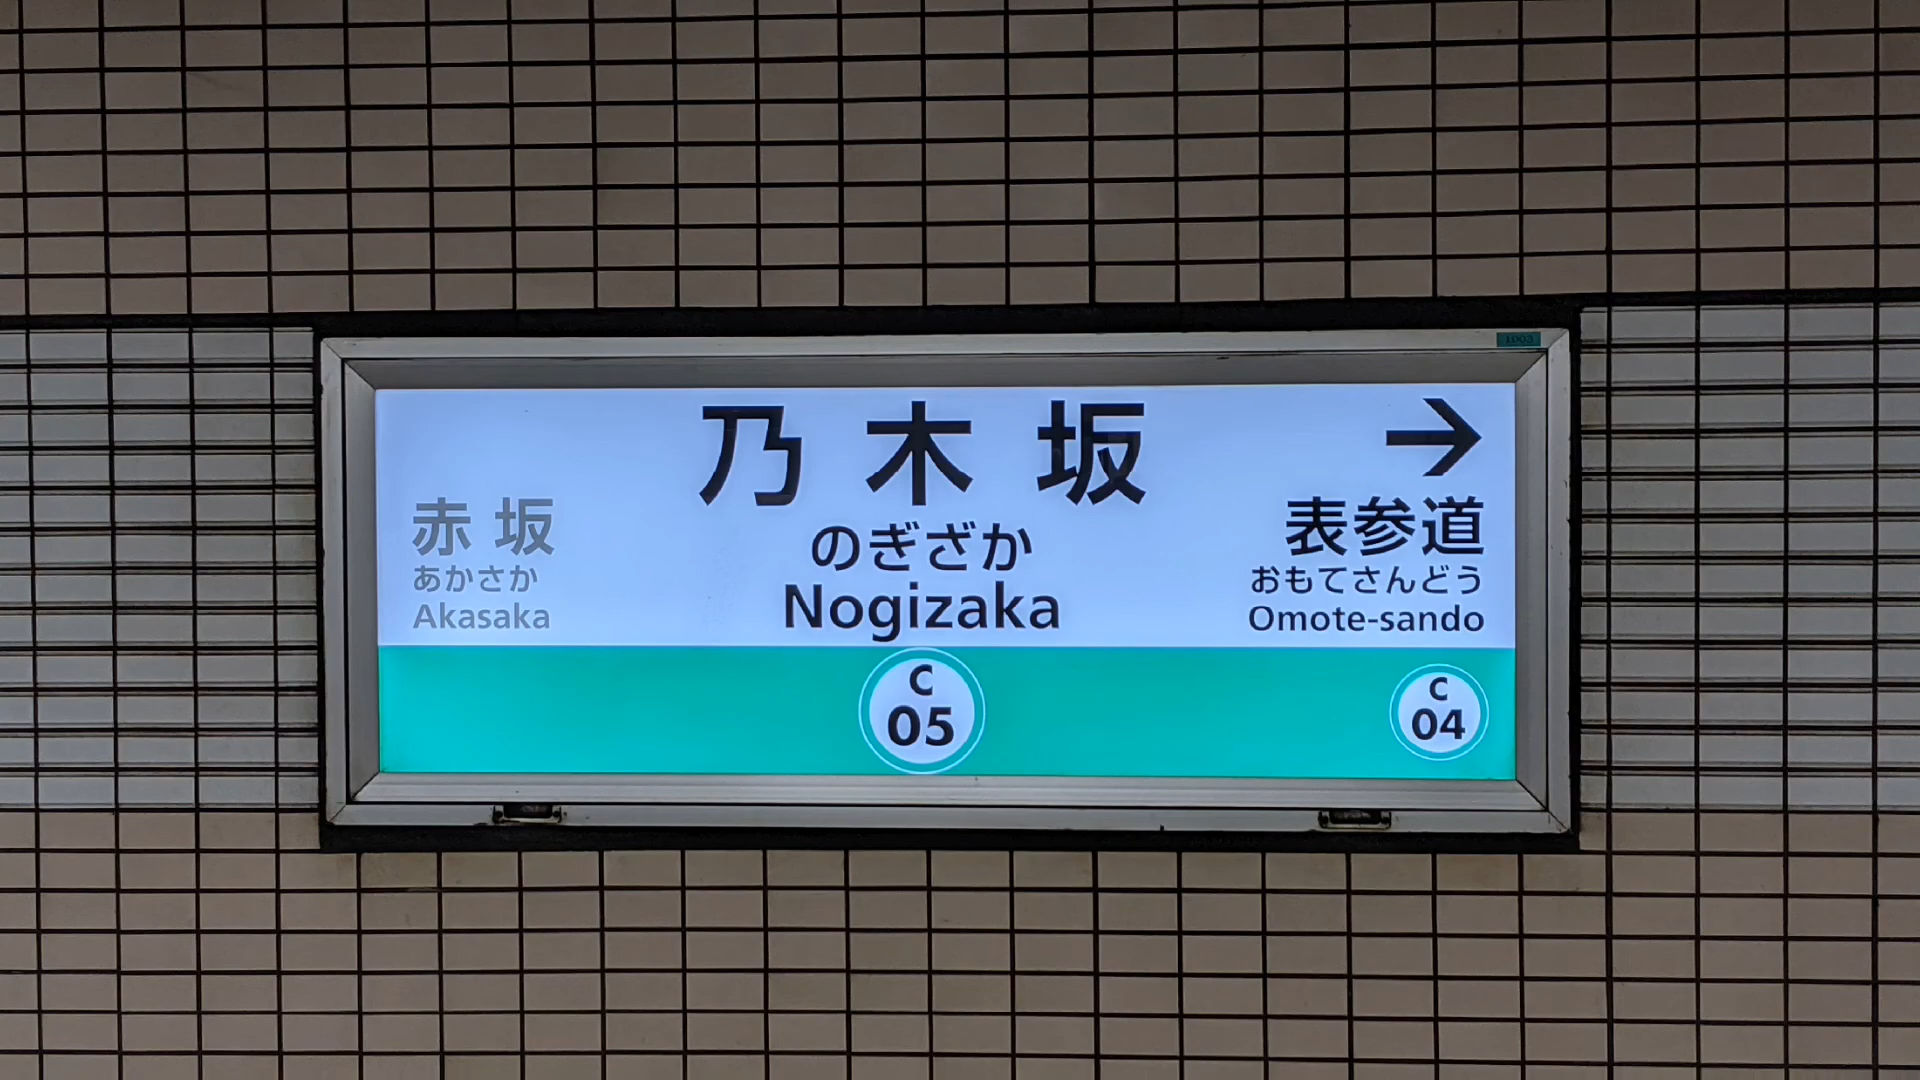 乃木坂
のぎざか
Nogizaka
C
05
赤坂
あかさか
Akasaka
→
表参道
おもてさんどう
Omote-sando
C
04
1003